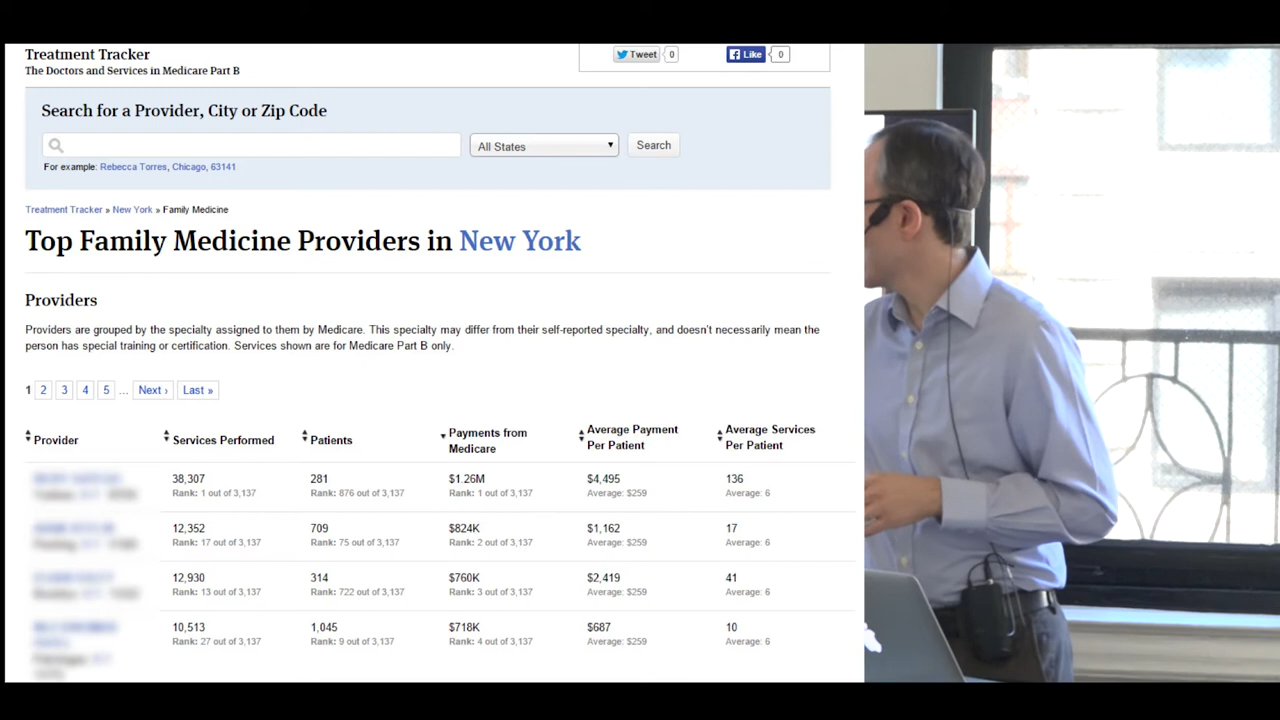 Treatment Tracker
The Doctors and Services in Medicare Part B
Tweet 0
Like 0
Search for a Provider, City or Zip Code
All States
Search
For example: Rebecca Torres, Chicago, 63141
Treatment Tracker » New York » Family Medicine
Top Family Medicine Providers in New York
Providers
Providers are grouped by the specialty assigned to them by Medicare. This specialty may differ from their self-reported specialty, and doesn't necessarily mean the
person has special training or certification. Services shown are for Medicare Part B only.
1 2 3 4 5 ... Next › Last »
Provider Services Performed Patients Payments from Medicare Average Payment Per Patient Average Services Per Patient
38,307 281 $1.26M $4,495 136
Rank: 1 out of 3,137 Rank: 876 out of 3,137 Rank: 1 out of 3,137 Average: $259 Average: 6
12,352 709 $824K $1,162 17
Rank: 17 out of 3,137 Rank: 75 out of 3,137 Rank: 2 out of 3,137 Average: $259 Average: 6
12,930 314 $760K $2,419 41
Rank: 13 out of 3,137 Rank: 722 out of 3,137 Rank: 3 out of 3,137 Average: $259 Average: 6
10,513 1,045 $718K $687 10
Rank: 27 out of 3,137 Rank: 9 out of 3,137 Rank: 4 out of 3,137 Average: $259 Average: 6